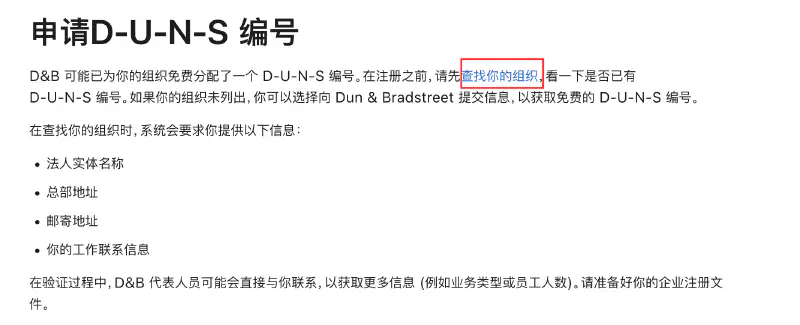 申请D-U-N-S 编号
D&B 可能已为你的组织免费分配了一个 D-U-N-S 编号。在注册之前，请先查找你的组织，看一下是否已有
D-U-N-S 编号。如果你的组织未列出，你可以选择向 Dun & Bradstreet 提交信息，以获取免费的 D-U-N-S 编号。
在查找你的组织时，系统会要求你提供以下信息：
• 法人实体名称
• 总部地址
• 邮寄地址
• 你的工作联系信息
在验证过程中，D&B 代表人员可能会直接与你联系，以获取更多信息 (例如业务类型或员工人数)。请准备好你的企业注册文
件。